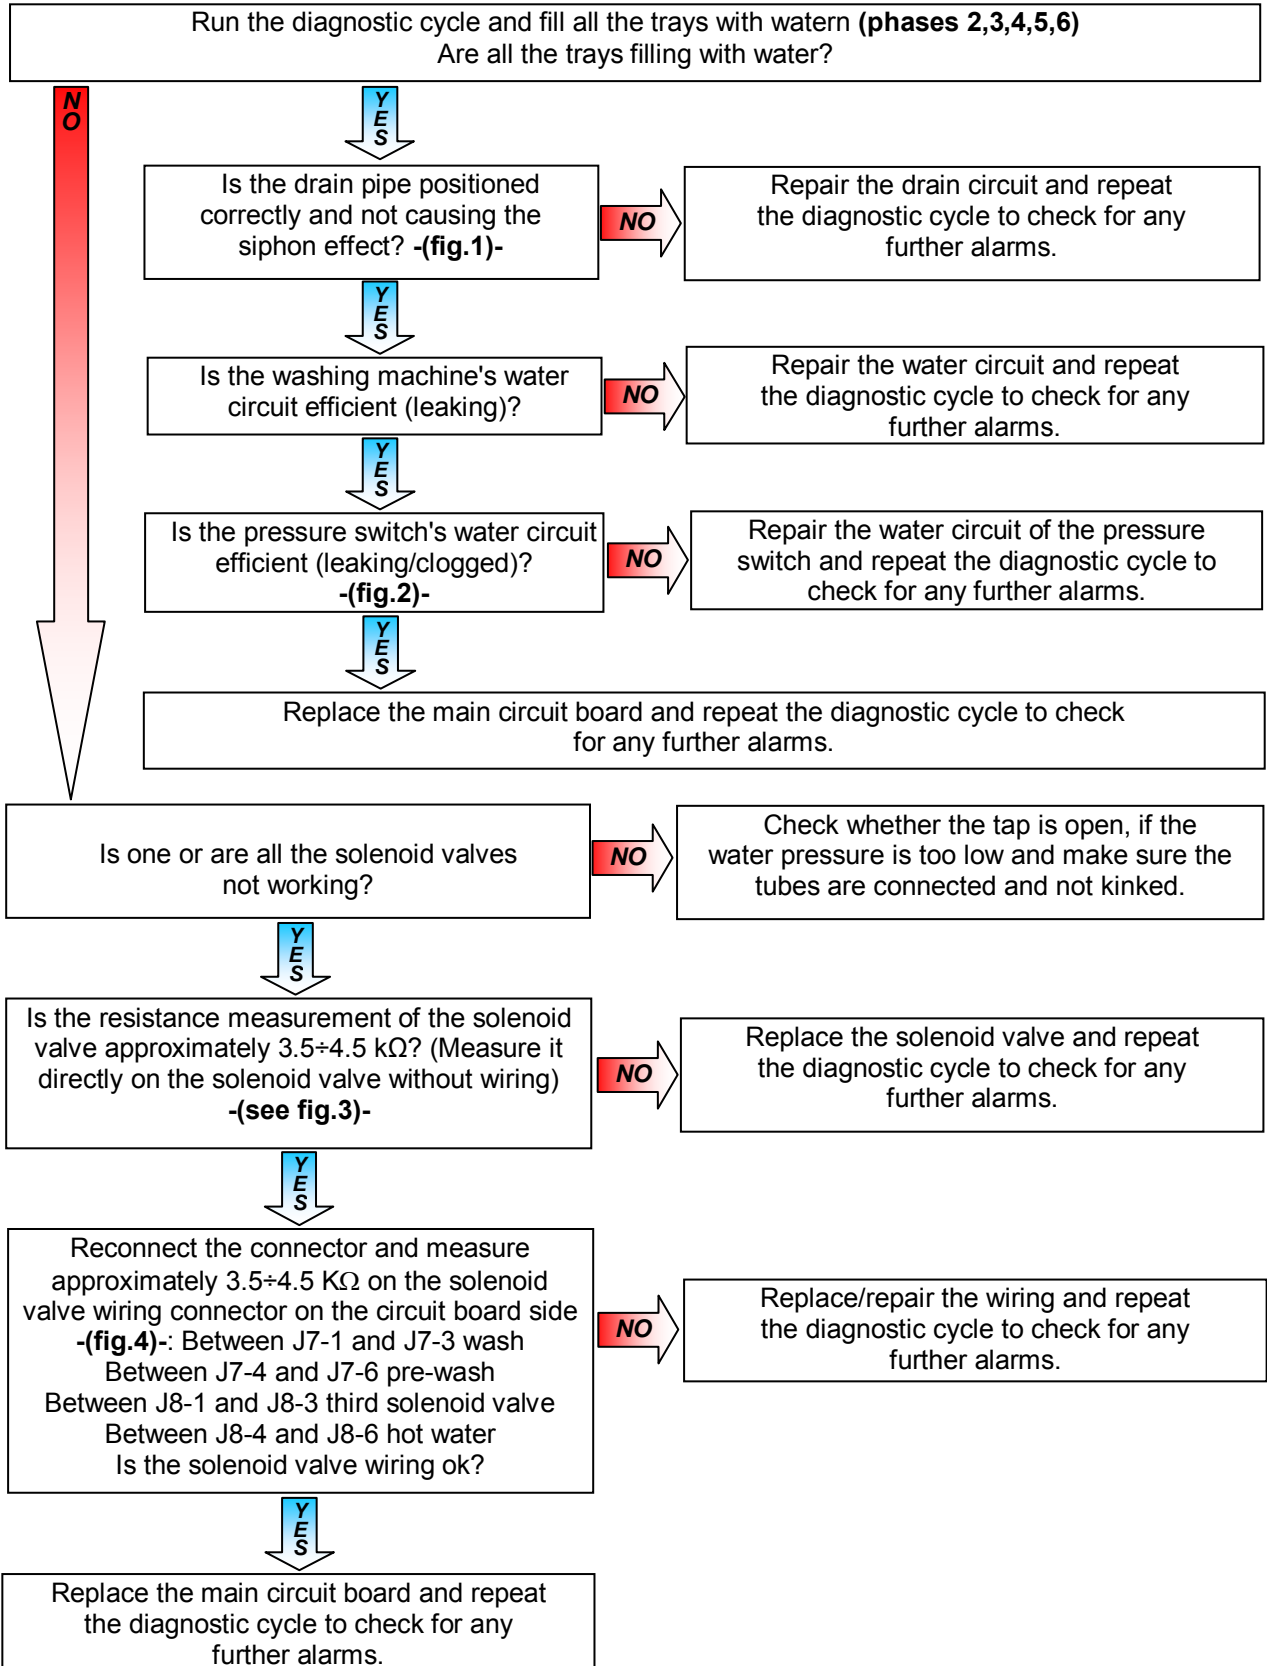 Run the diagnostic cycle and fill all the trays with watern (phases 2,3,4,5,6)
Are all the trays filling with water?
NO
YES
Is the drain pipe positioned
correctly and not causing the
siphon effect? -(fig.1)-
NO
Repair the drain circuit and repeat
the diagnostic cycle to check for any
further alarms.
YES
Is the washing machine's water
circuit efficient (leaking)?
NO
Repair the water circuit and repeat
the diagnostic cycle to check for any
further alarms.
YES
Is the pressure switch's water circuit
efficient (leaking/clogged)?
-(fig.2)-
NO
Repair the water circuit of the pressure
switch and repeat the diagnostic cycle to
check for any further alarms.
YES
Replace the main circuit board and repeat the diagnostic cycle to check
for any further alarms.
Is one or are all the solenoid valves
not working?
NO
Check whether the tap is open, if the
water pressure is too low and make sure the
tubes are connected and not kinked.
YES
Is the resistance measurement of the solenoid
valve approximately 3.5÷4.5 kΩ? (Measure it
directly on the solenoid valve without wiring)
-(see fig.3)-
NO
Replace the solenoid valve and repeat
the diagnostic cycle to check for any
further alarms.
YES
Reconnect the connector and measure
approximately 3.5÷4.5 KΩ on the solenoid
valve wiring connector on the circuit board side
-(fig.4)-: Between J7-1 and J7-3 wash
Between J7-4 and J7-6 pre-wash
Between J8-1 and J8-3 third solenoid valve
Between J8-4 and J8-6 hot water
Is the solenoid valve wiring ok?
NO
Replace/repair the wiring and repeat
the diagnostic cycle to check for any
further alarms.
YES
Replace the main circuit board and repeat
the diagnostic cycle to check for any
further alarms.